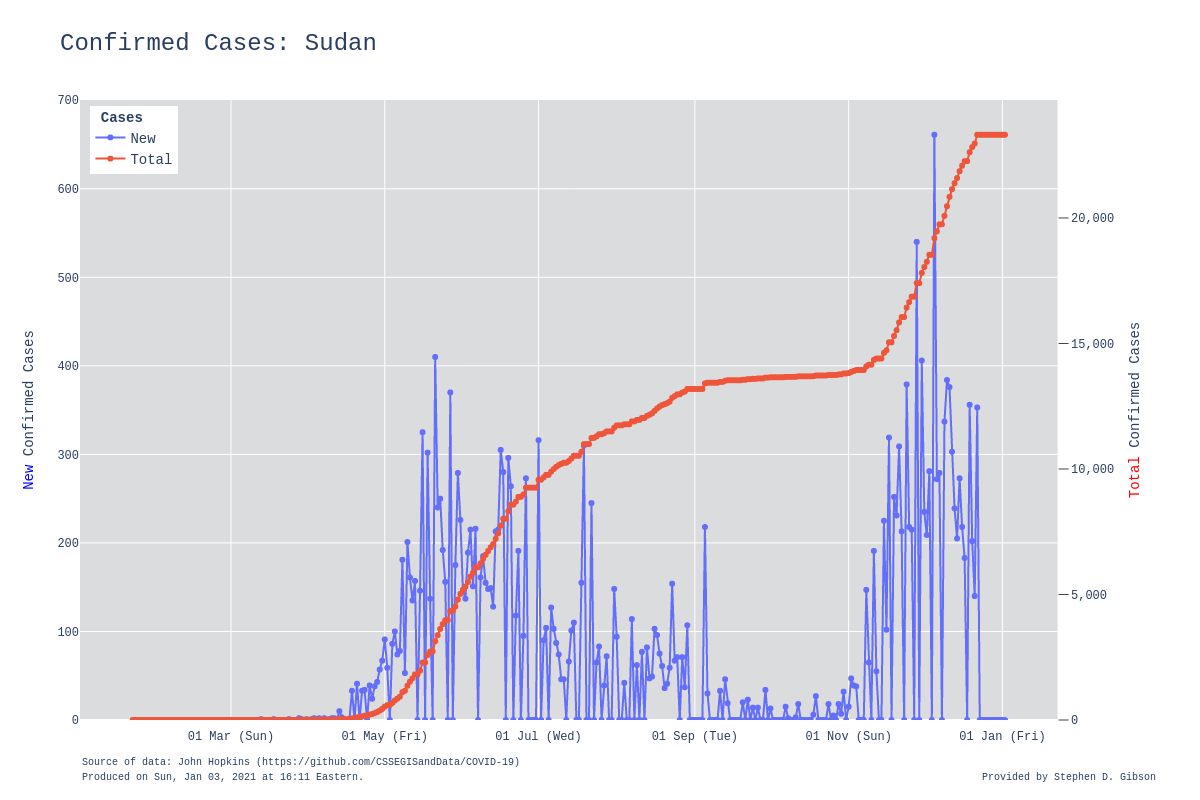 Confirmed Cases: Sudan
Cases
New
Total
700
600
500
400
300
200
100
0
New Confirmed Cases
20,000
15,000
10,000
5,000
0
Total Confirmed Cases
01 Mar (Sun) 01 May (Fri) 01 Jul (Wed) 01 Sep (Tue) 01 Nov (Sun) 01 Jan (Fri)
Source of data: John Hopkins (https://github.com/CSSEGISandData/COVID-19)
Produced on Sun, Jan 03, 2021 at 16:11 Eastern.
Provided by Stephen D. Gibson